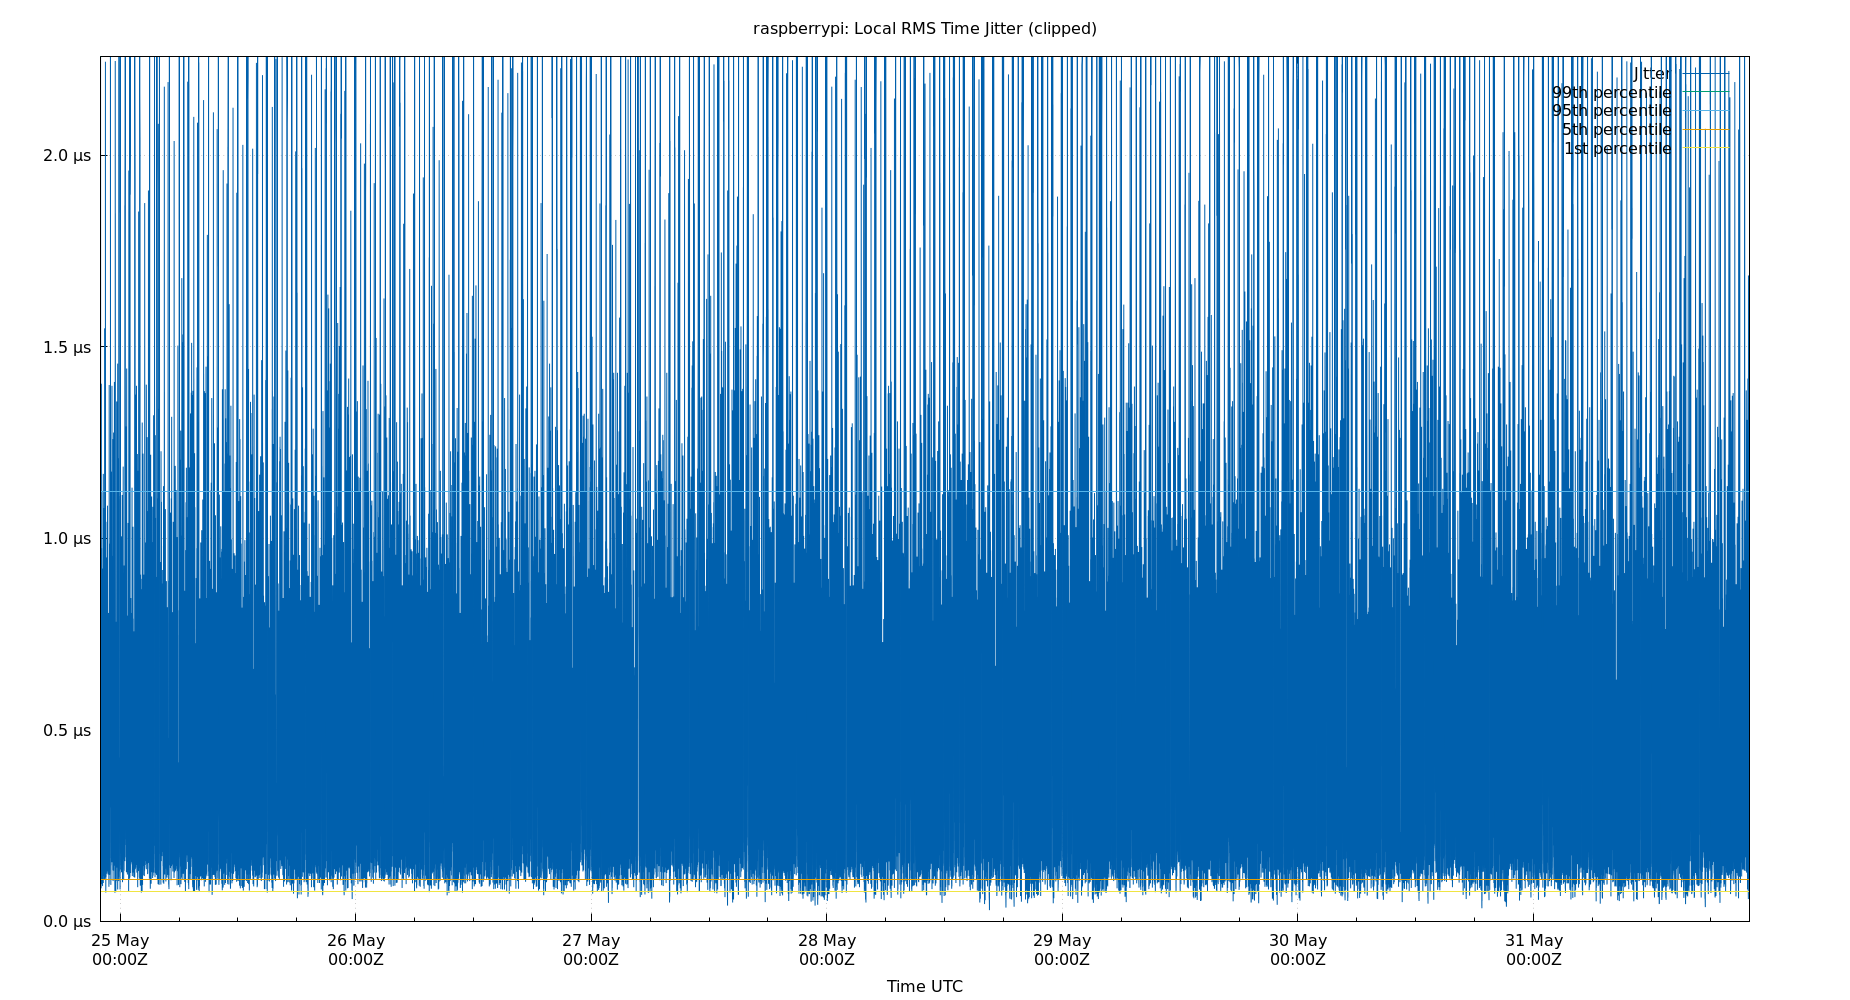 raspberrypi: Local RMS Time Jitter (clipped)
Jitter
99th percentile
95th percentile
5th percentile
1st percentile
2.0 μs
1.5 μs
1.0 μs
0.5 μs
0.0 μs
25 May 26 May 27 May 28 May 29 May 30 May 31 May
00:00Z 00:00Z 00:00Z 00:00Z 00:00Z 00:00Z 00:00Z
Time UTC